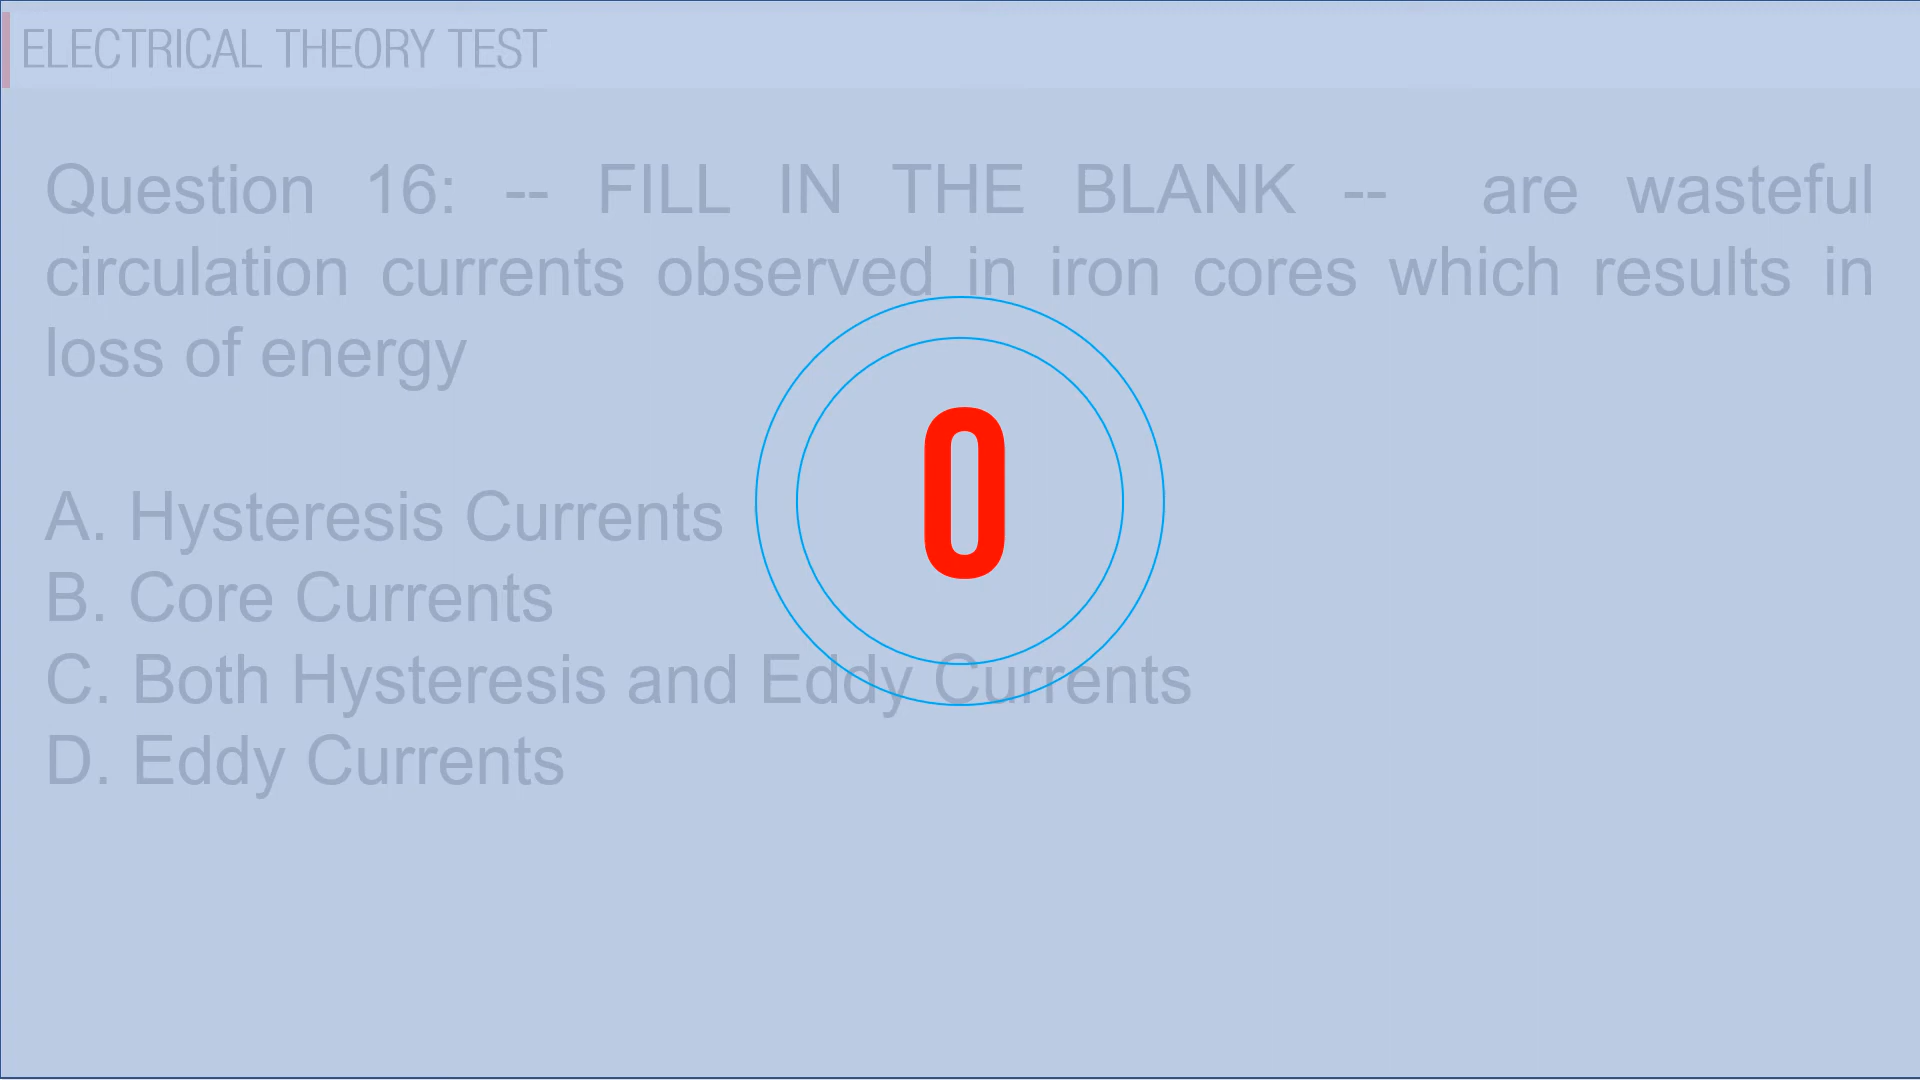 ELECTRICAL THEORY TEST
Question 16: -- FILL IN THE BLANK -- are wasteful
circulation currents observed in iron cores which results in
loss of energy
0
A. Hysteresis Currents
B. Core Currents
C. Both Hysteresis and Eddy Currents
D. Eddy Currents